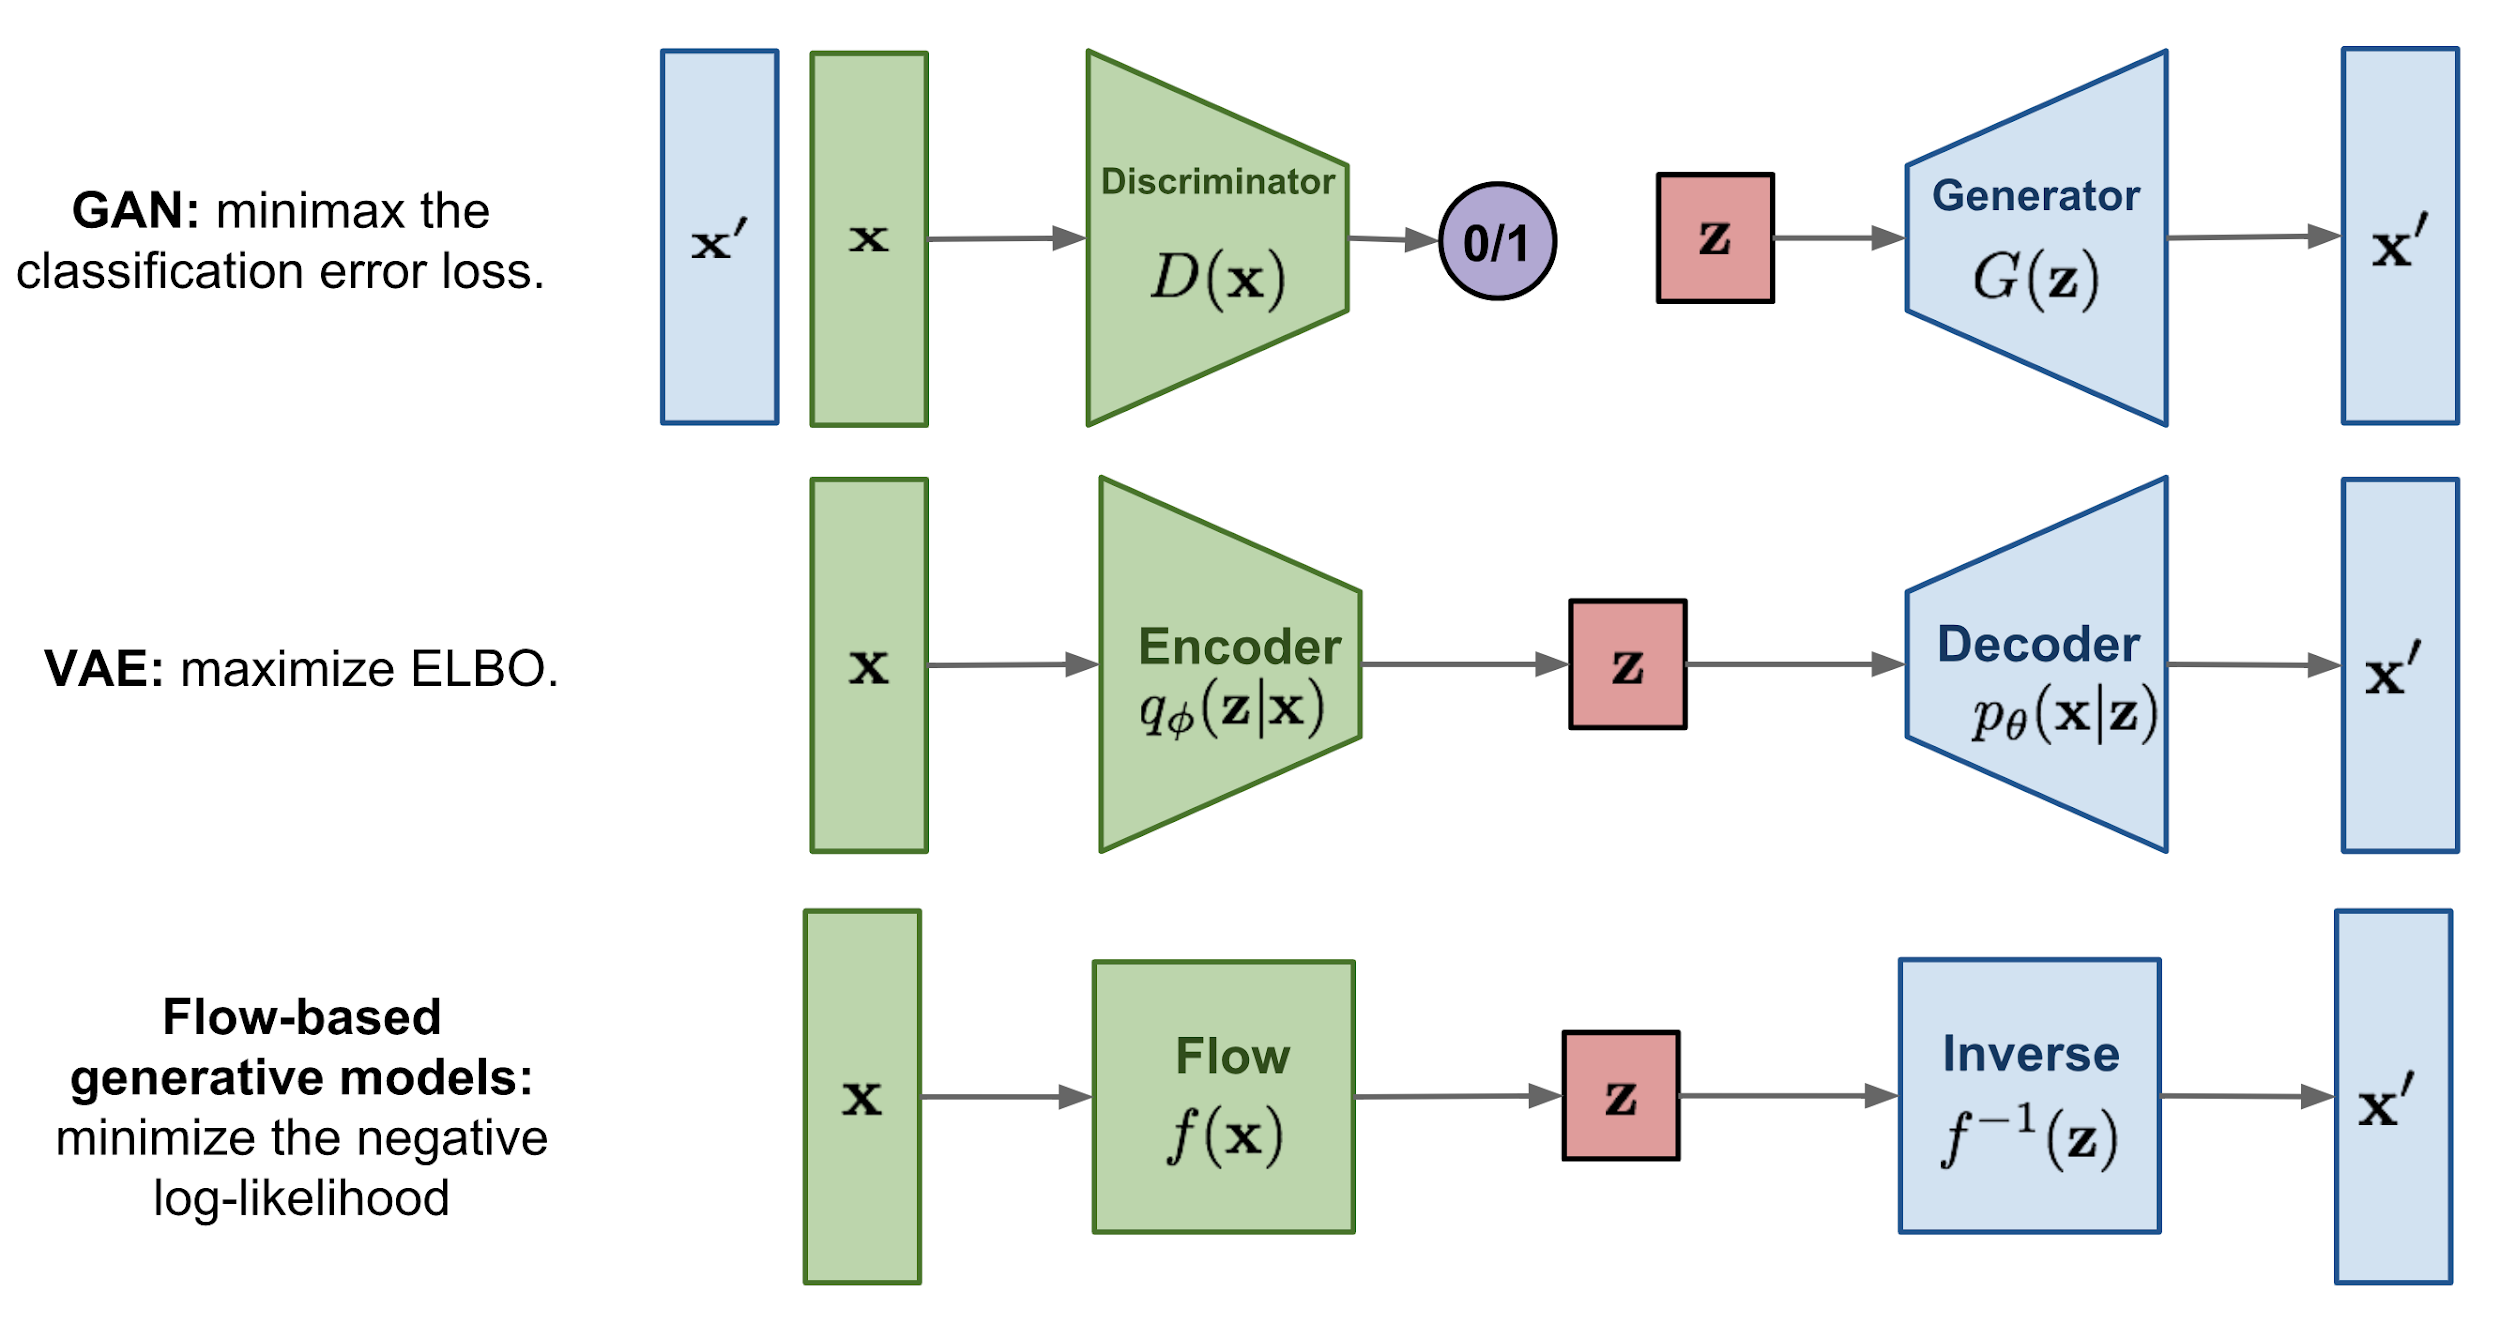 GAN: minimax the
classification error loss.
x′
x
Discriminator
D(x)
0/1
z
Generator
G(z)
x′
VAE: maximize ELBO.
x
Encoder
qϕ(z|x)
z
Decoder
pθ(x|z)
x′
Flow-based
generative models:
minimize the negative
log-likelihood
x
Flow
f(x)
z
Inverse
f⁻¹(z)
x′